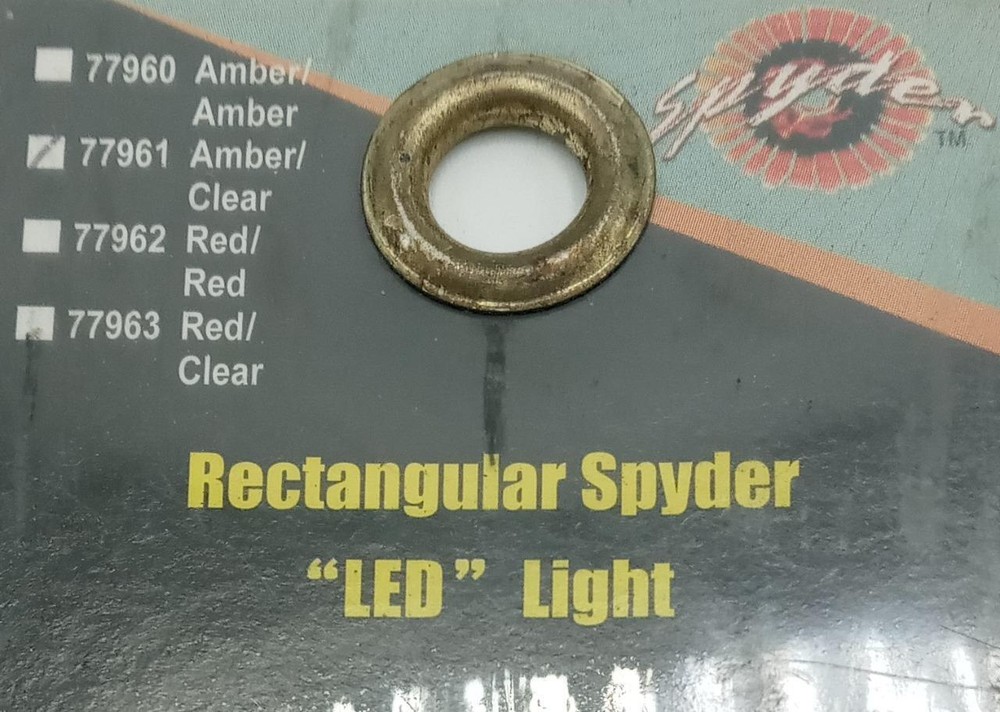 77960 Amber/
Amber
77961 Amber/
Clear
77962 Red/
Red
77963 Red/
Clear
Spyder
TM
Rectangular Spyder
“LED” Light